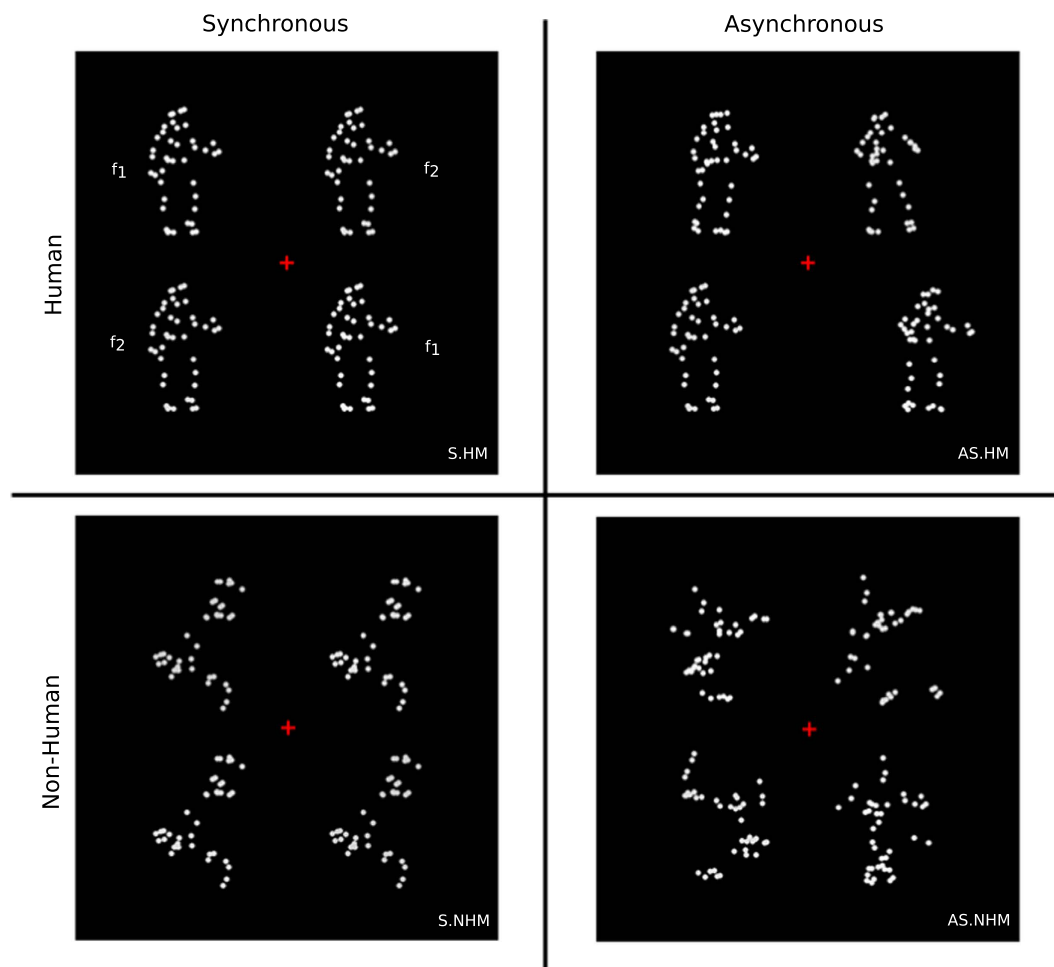 Synchronous
Asynchronous
Human
f1
f2
f2
f1
S.HM
AS.HM
Non-Human
S.NHM
AS.NHM